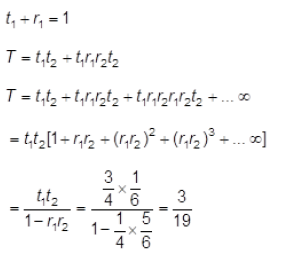 t₁ + r₁ = 1
T = t₁t₂ + t₁r₁r₂t₂
T = t₁t₂ + t₁r₁r₂t₂ + t₁r₁r₂r₁r₂t₂ + ... ∞
= t₁t₂[1 + r₁r₂ + (r₁r₂)² + (r₁r₂)³ + ... ∞]
= t₁t₂ / (1 − r₁r₂) = (3/4 × 1/6) / (1 − 1/4 × 5/6) = 3/19